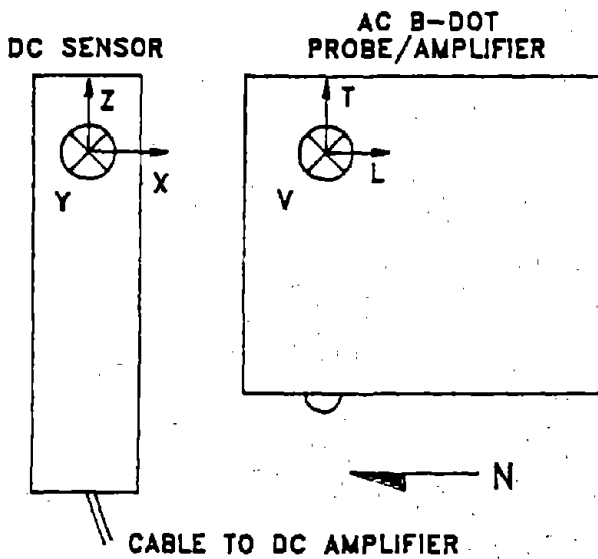 DC SENSOR
AC B-DOT
PROBE/AMPLIFIER
Z
X
Y
T
L
V
N
CABLE TO DC AMPLIFIER